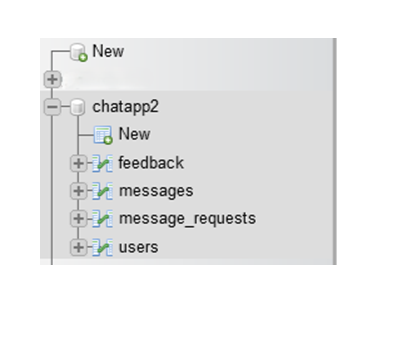 New
chatapp2
New
feedback
messages
message_requests
users